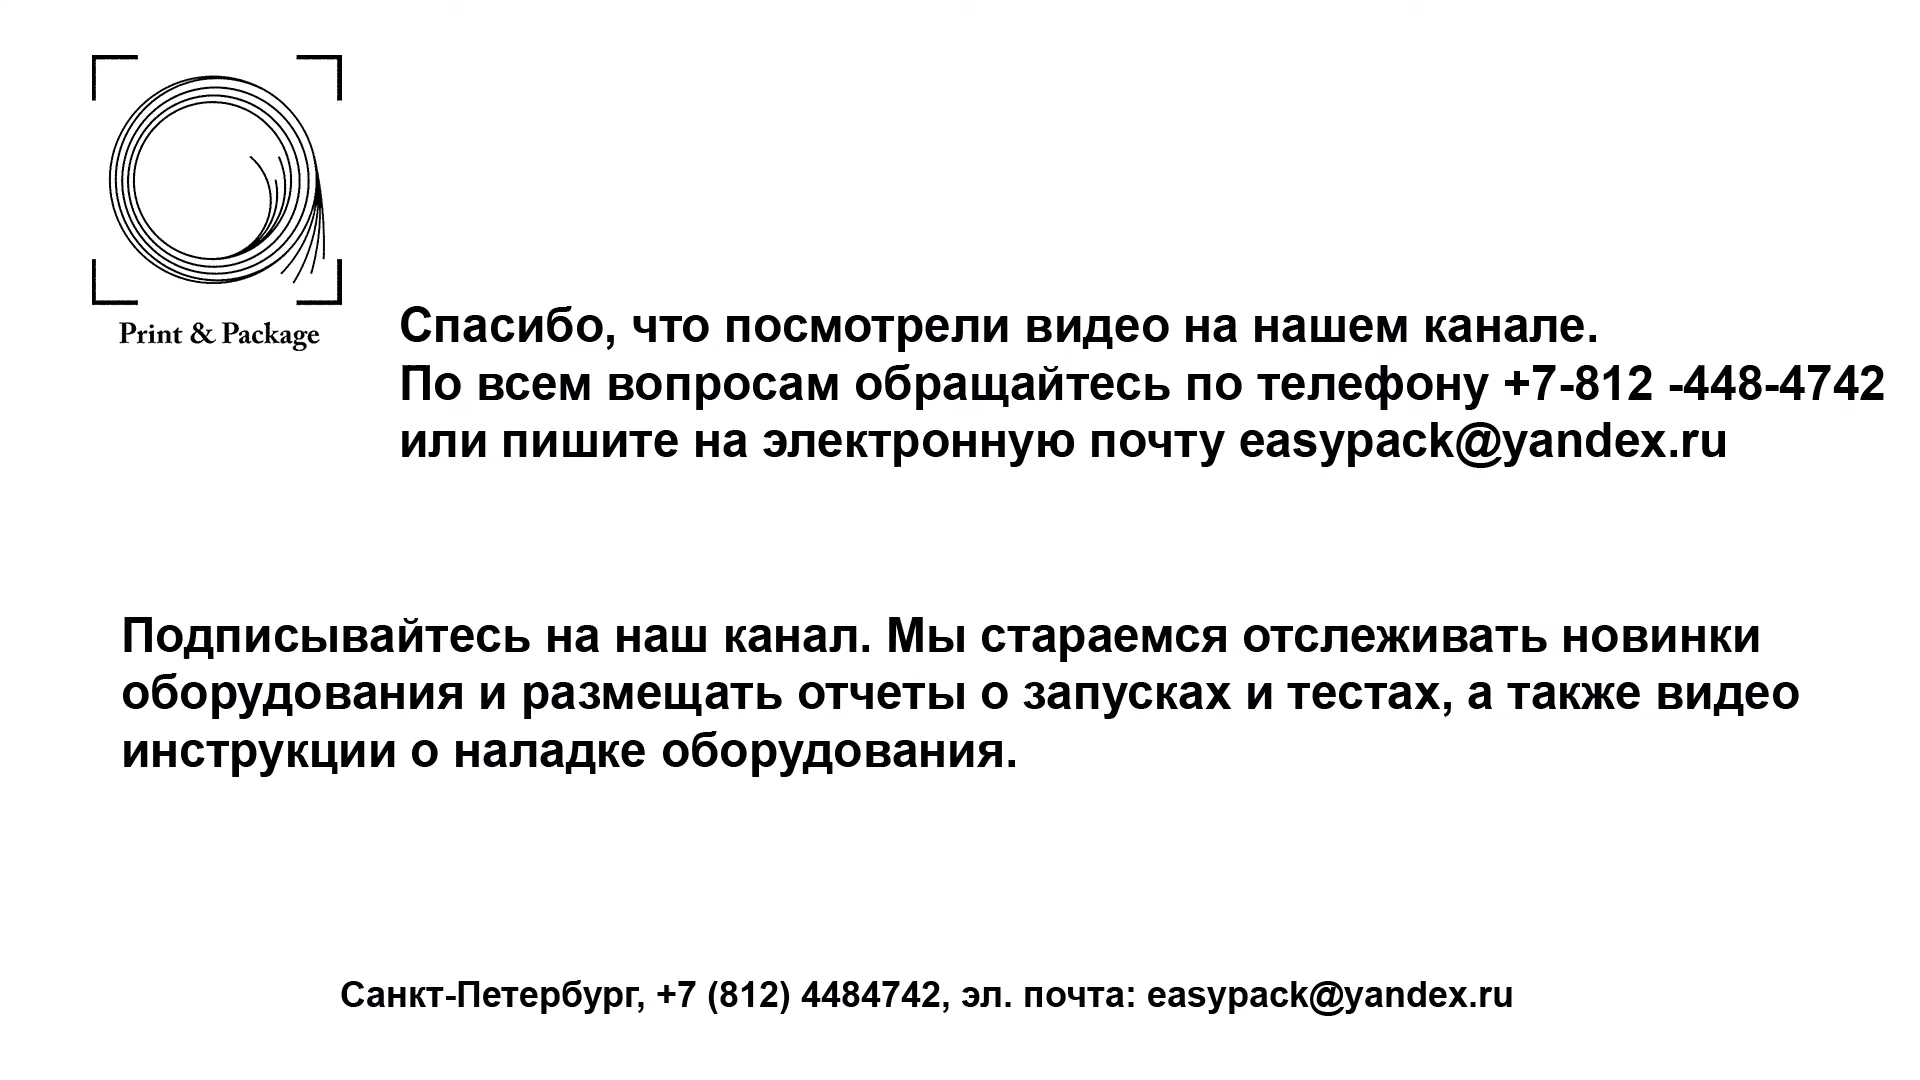 Print & Package
Спасибо, что посмотрели видео на нашем канале.
По всем вопросам обращайтесь по телефону +7-812 -448-4742
или пишите на электронную почту easypack@yandex.ru
Подписывайтесь на наш канал. Мы стараемся отслеживать новинки
оборудования и размещать отчеты о запусках и тестах, а также видео
инструкции о наладке оборудования.
Санкт-Петербург, +7 (812) 4484742, эл. почта: easypack@yandex.ru